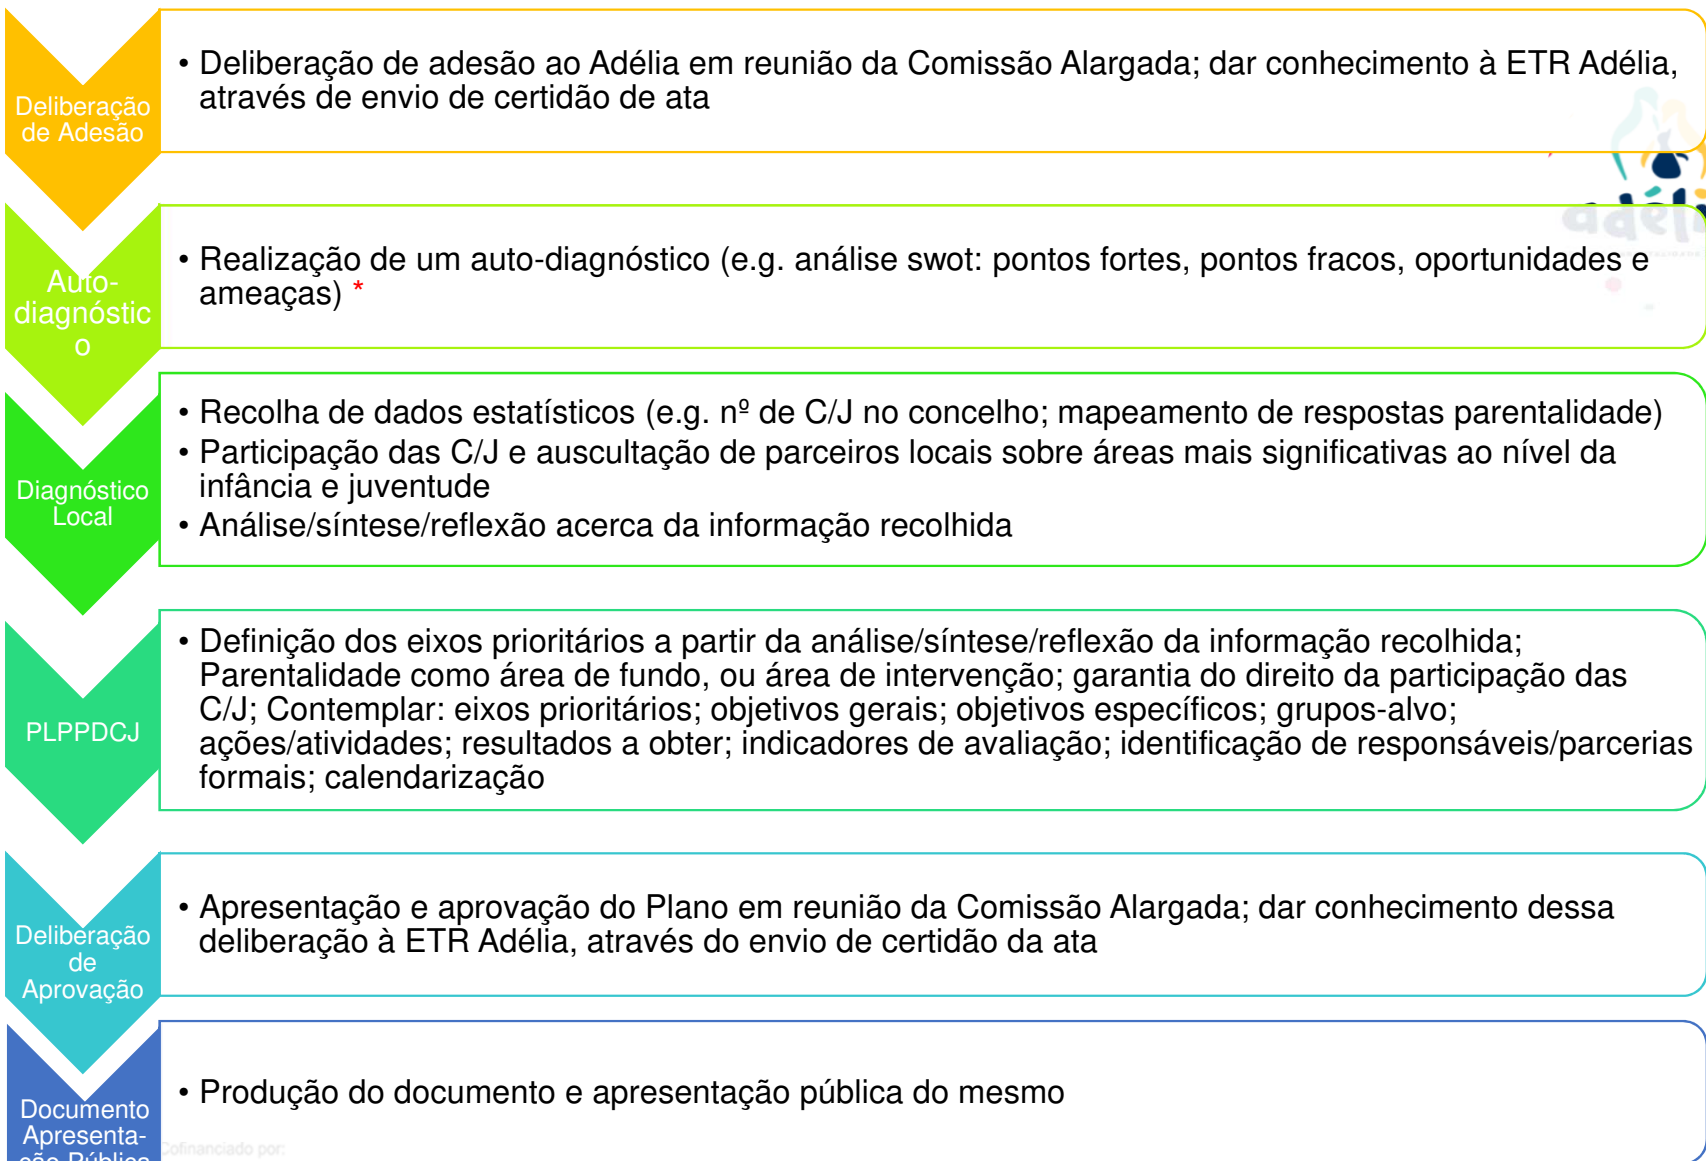 Deliberação
de Adesão
• Deliberação de adesão ao Adélia em reunião da Comissão Alargada; dar conhecimento à ETR Adélia,
através de envio de certidão de ata
adéli
Auto-
diagnóstic
o
• Realização de um auto-diagnóstico (e.g. análise swot: pontos fortes, pontos fracos, oportunidades e
ameaças) *
Diagnóstico
Local
• Recolha de dados estatísticos (e.g. nº de C/J no concelho; mapeamento de respostas parentalidade)
• Participação das C/J e auscultação de parceiros locais sobre áreas mais significativas ao nível da
infância e juventude
• Análise/síntese/reflexão acerca da informação recolhida
PLPPDCJ
• Definição dos eixos prioritários a partir da análise/síntese/reflexão da informação recolhida;
Parentalidade como área de fundo, ou área de intervenção; garantia do direito da participação das
C/J; Contemplar: eixos prioritários; objetivos gerais; objetivos específicos; grupos-alvo;
ações/atividades; resultados a obter; indicadores de avaliação; identificação de responsáveis/parcerias
formais; calendarização
Deliberação
de
Aprovação
• Apresentação e aprovação do Plano em reunião da Comissão Alargada; dar conhecimento dessa
deliberação à ETR Adélia, através do envio de certidão da ata
Documento
Apresenta-
ção Pública
• Produção do documento e apresentação pública do mesmo
Cofinanciado por: